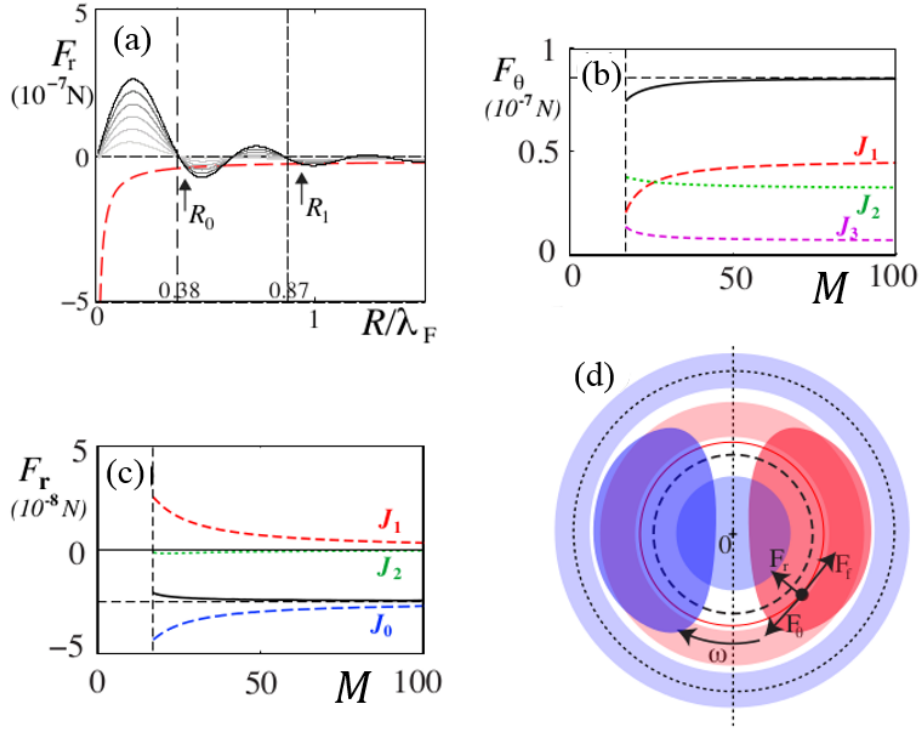 5
(a)
F_r
(10^-7 N)
0
R_0
R_1
0.38
0.87
−5
0
1
R/λ_F
1
(b)
F_θ
(10^-7 N)
J_1
0.5
J_2
J_3
0
0
50
M
100
5
(c)
F_r
(10^-8 N)
J_1
0
J_2
J_0
−5
0
50
M
100
(d)
0
F_r
F_f
F_θ
ω